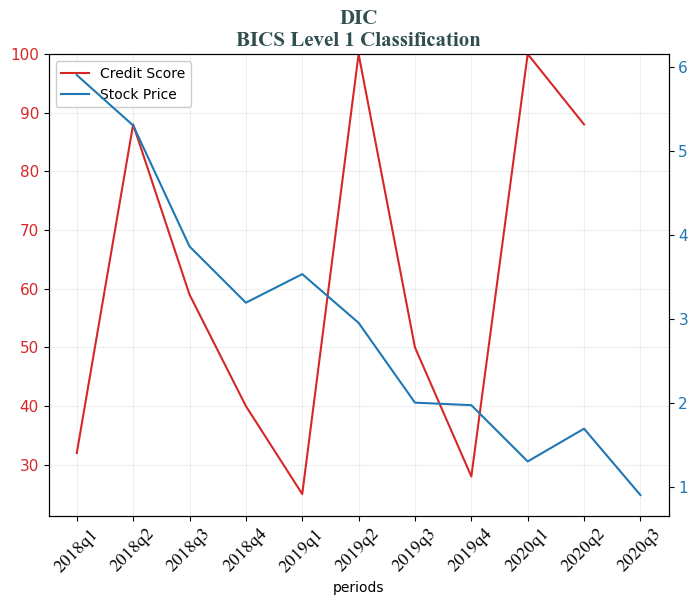 DIC
BICS Level 1 Classification
Credit Score
Stock Price
100
90
80
70
60
50
40
30
6
5
4
3
2
1
2018q1
2018q2
2018q3
2018q4
2019q1
2019q2
2019q3
2019q4
2020q1
2020q2
2020q3
periods